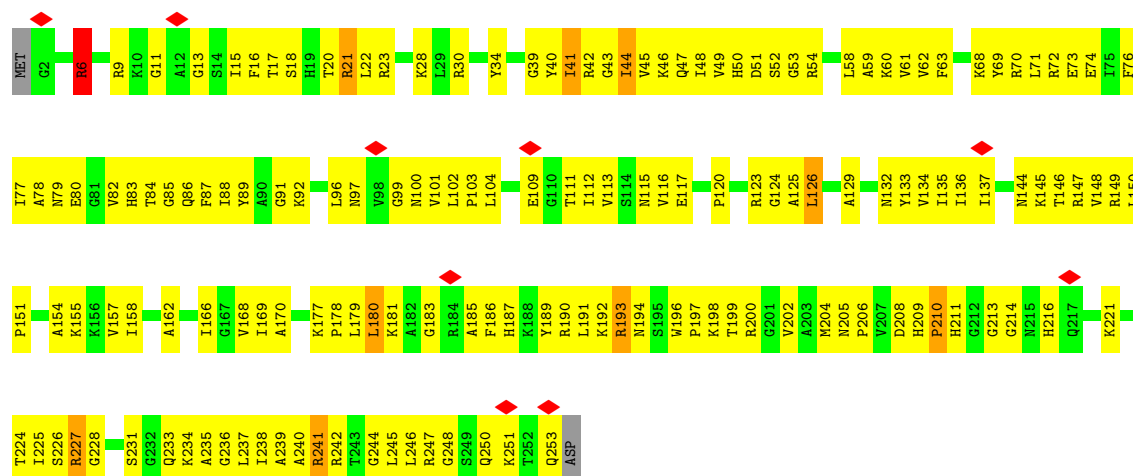 MET G2 R6 R9 K10 G11 A12 G13 S14 I15 F16 T17 S18 H19 T20 R21 L22 R23 K28 L29 R30 Y34 G39 Y40 I41 R42 G43 I44 V45 K46 Q47 I48 V49 H50 D51 S52 G53 R54 L58 A59 K60 V61 V62 F63 K68 Y69 R70 L71 R72 E73 E74 I75 F76
I77 A78 N79 E80 G81 V82 H83 T84 G85 Q86 F87 I88 Y89 A90 G91 K92 L96 N97 V98 G99 N100 V101 L102 P103 L104 E109 G110 T111 I112 V113 S114 N115 V116 E117 P120 R123 G124 A125 L126 A129 N132 Y133 V134 I135 I136 I137 N144 K145 T146 R147 V148 R149 L150
P151 A154 K155 K156 V157 I158 A162 I166 G167 V168 I169 A170 K177 P178 L179 L180 K181 A182 G183 R184 A185 F186 H187 K188 Y189 R190 L191 K192 R193 N194 S195 W196 P197 K198 T199 R200 G201 V202 A203 M204 N205 P206 V207 D208 H209 P210 H211 G212 G213 G214 N215 H216 Q217 K221
T224 I225 S226 R227 G228 S231 G232 Q233 K234 A235 G236 L237 I238 A239 A240 R241 R242 T243 G244 L245 L246 R247 G248 S249 Q250 K251 T252 Q253 ASP